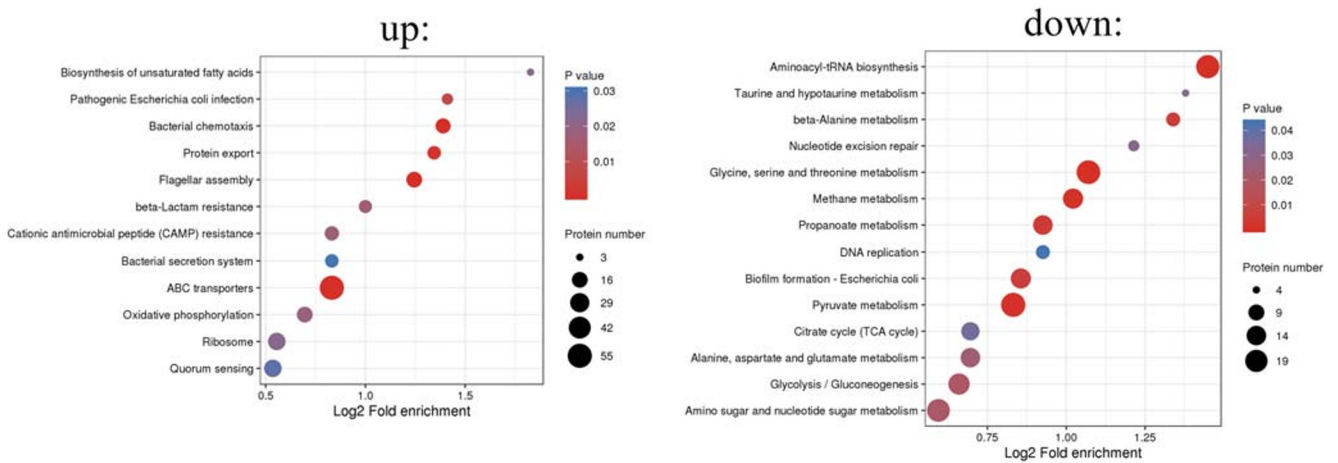 up:
Biosynthesis of unsaturated fatty acids
Pathogenic Escherichia coli infection
Bacterial chemotaxis
Protein export
Flagellar assembly
beta-Lactam resistance
Cationic antimicrobial peptide (CAMP) resistance
Bacterial secretion system
ABC transporters
Oxidative phosphorylation
Ribosome
Quorum sensing
0.5 1.0 1.5
Log2 Fold enrichment
P value
0.03
0.02
0.01
Protein number
3
16
29
42
55
down:
Aminoacyl-tRNA biosynthesis
Taurine and hypotaurine metabolism
beta-Alanine metabolism
Nucleotide excision repair
Glycine, serine and threonine metabolism
Methane metabolism
Propanoate metabolism
DNA replication
Biofilm formation - Escherichia coli
Pyruvate metabolism
Citrate cycle (TCA cycle)
Alanine, aspartate and glutamate metabolism
Glycolysis / Gluconeogenesis
Amino sugar and nucleotide sugar metabolism
0.75 1.00 1.25
Log2 Fold enrichment
P value
0.04
0.03
0.02
0.01
Protein number
4
9
14
19